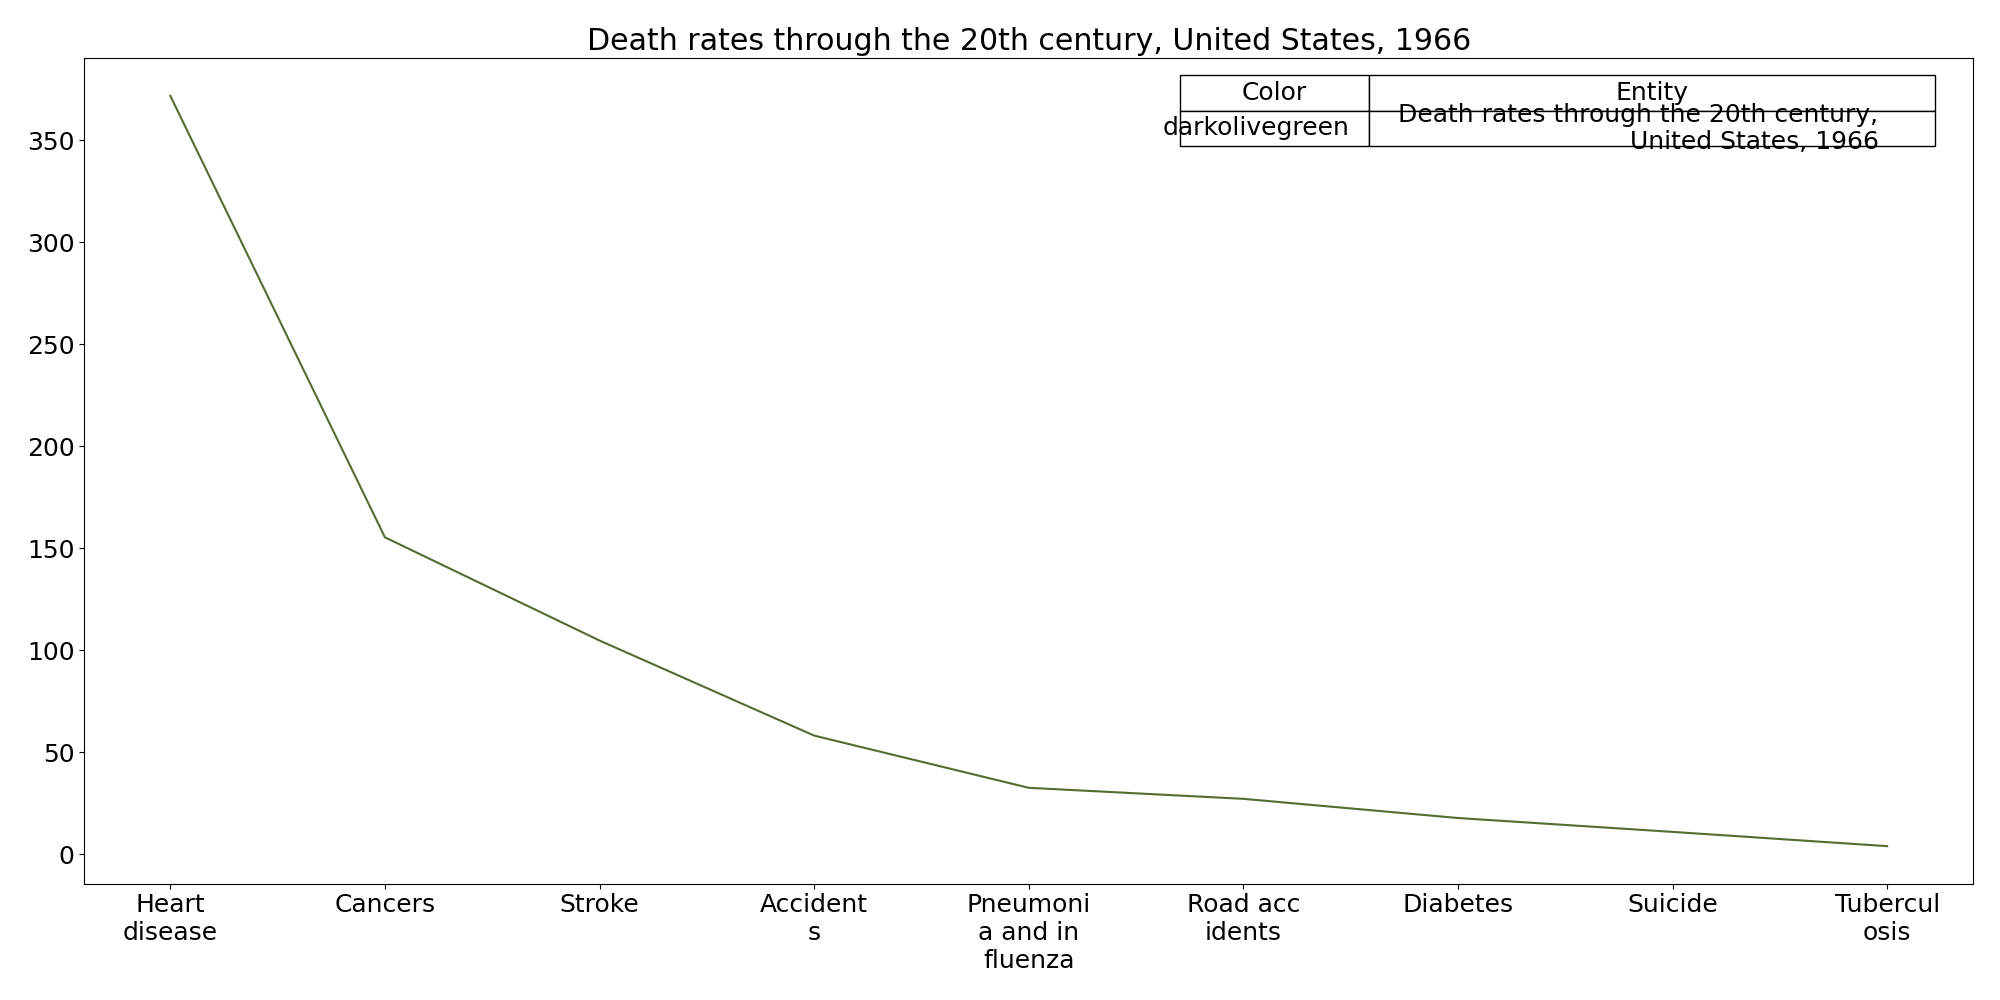 Death rates through the 20th century, United States, 1966
Color
Entity
darkolivegreen
Death rates through the 20th century,
United States, 1966
350
300
250
200
150
100
50
0
Heart
disease
Cancers
Stroke
Accident
s
Pneumoni
a and in
fluenza
Road acc
idents
Diabetes
Suicide
Tubercul
osis